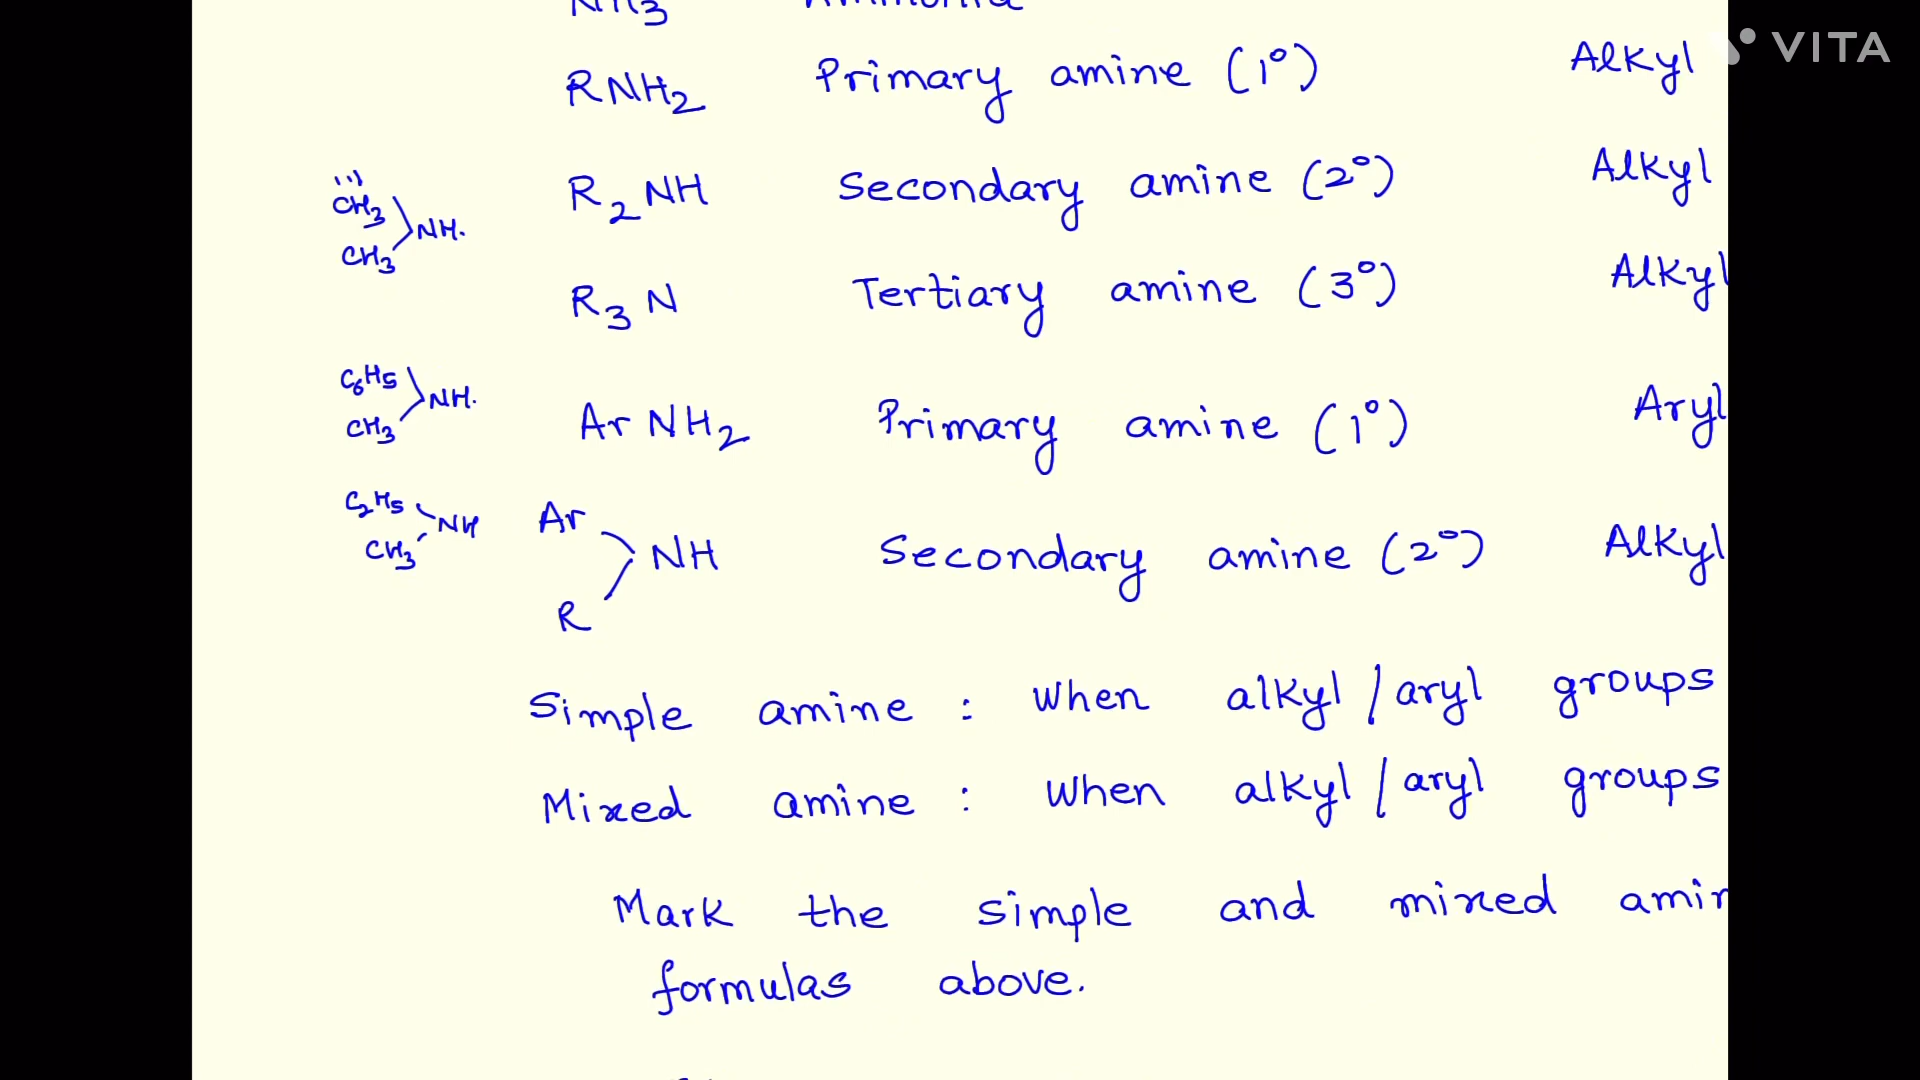 NH3 Ammonia
VITA
RNH2 Primary amine (1°) Alkyl
CH3 CH3 >NH. R2NH Secondary amine (2°) Alkyl
R3N Tertiary amine (3°) Alkyl
C6H5 CH3 >NH. ArNH2 Primary amine (1°) Aryl
C2H5 CH3 >NH Ar R >NH Secondary amine (2°) Alkyl
Simple amine : When alkyl/aryl groups
Mixed amine : When alkyl/aryl groups
Mark the simple and mixed amin
formulas above.